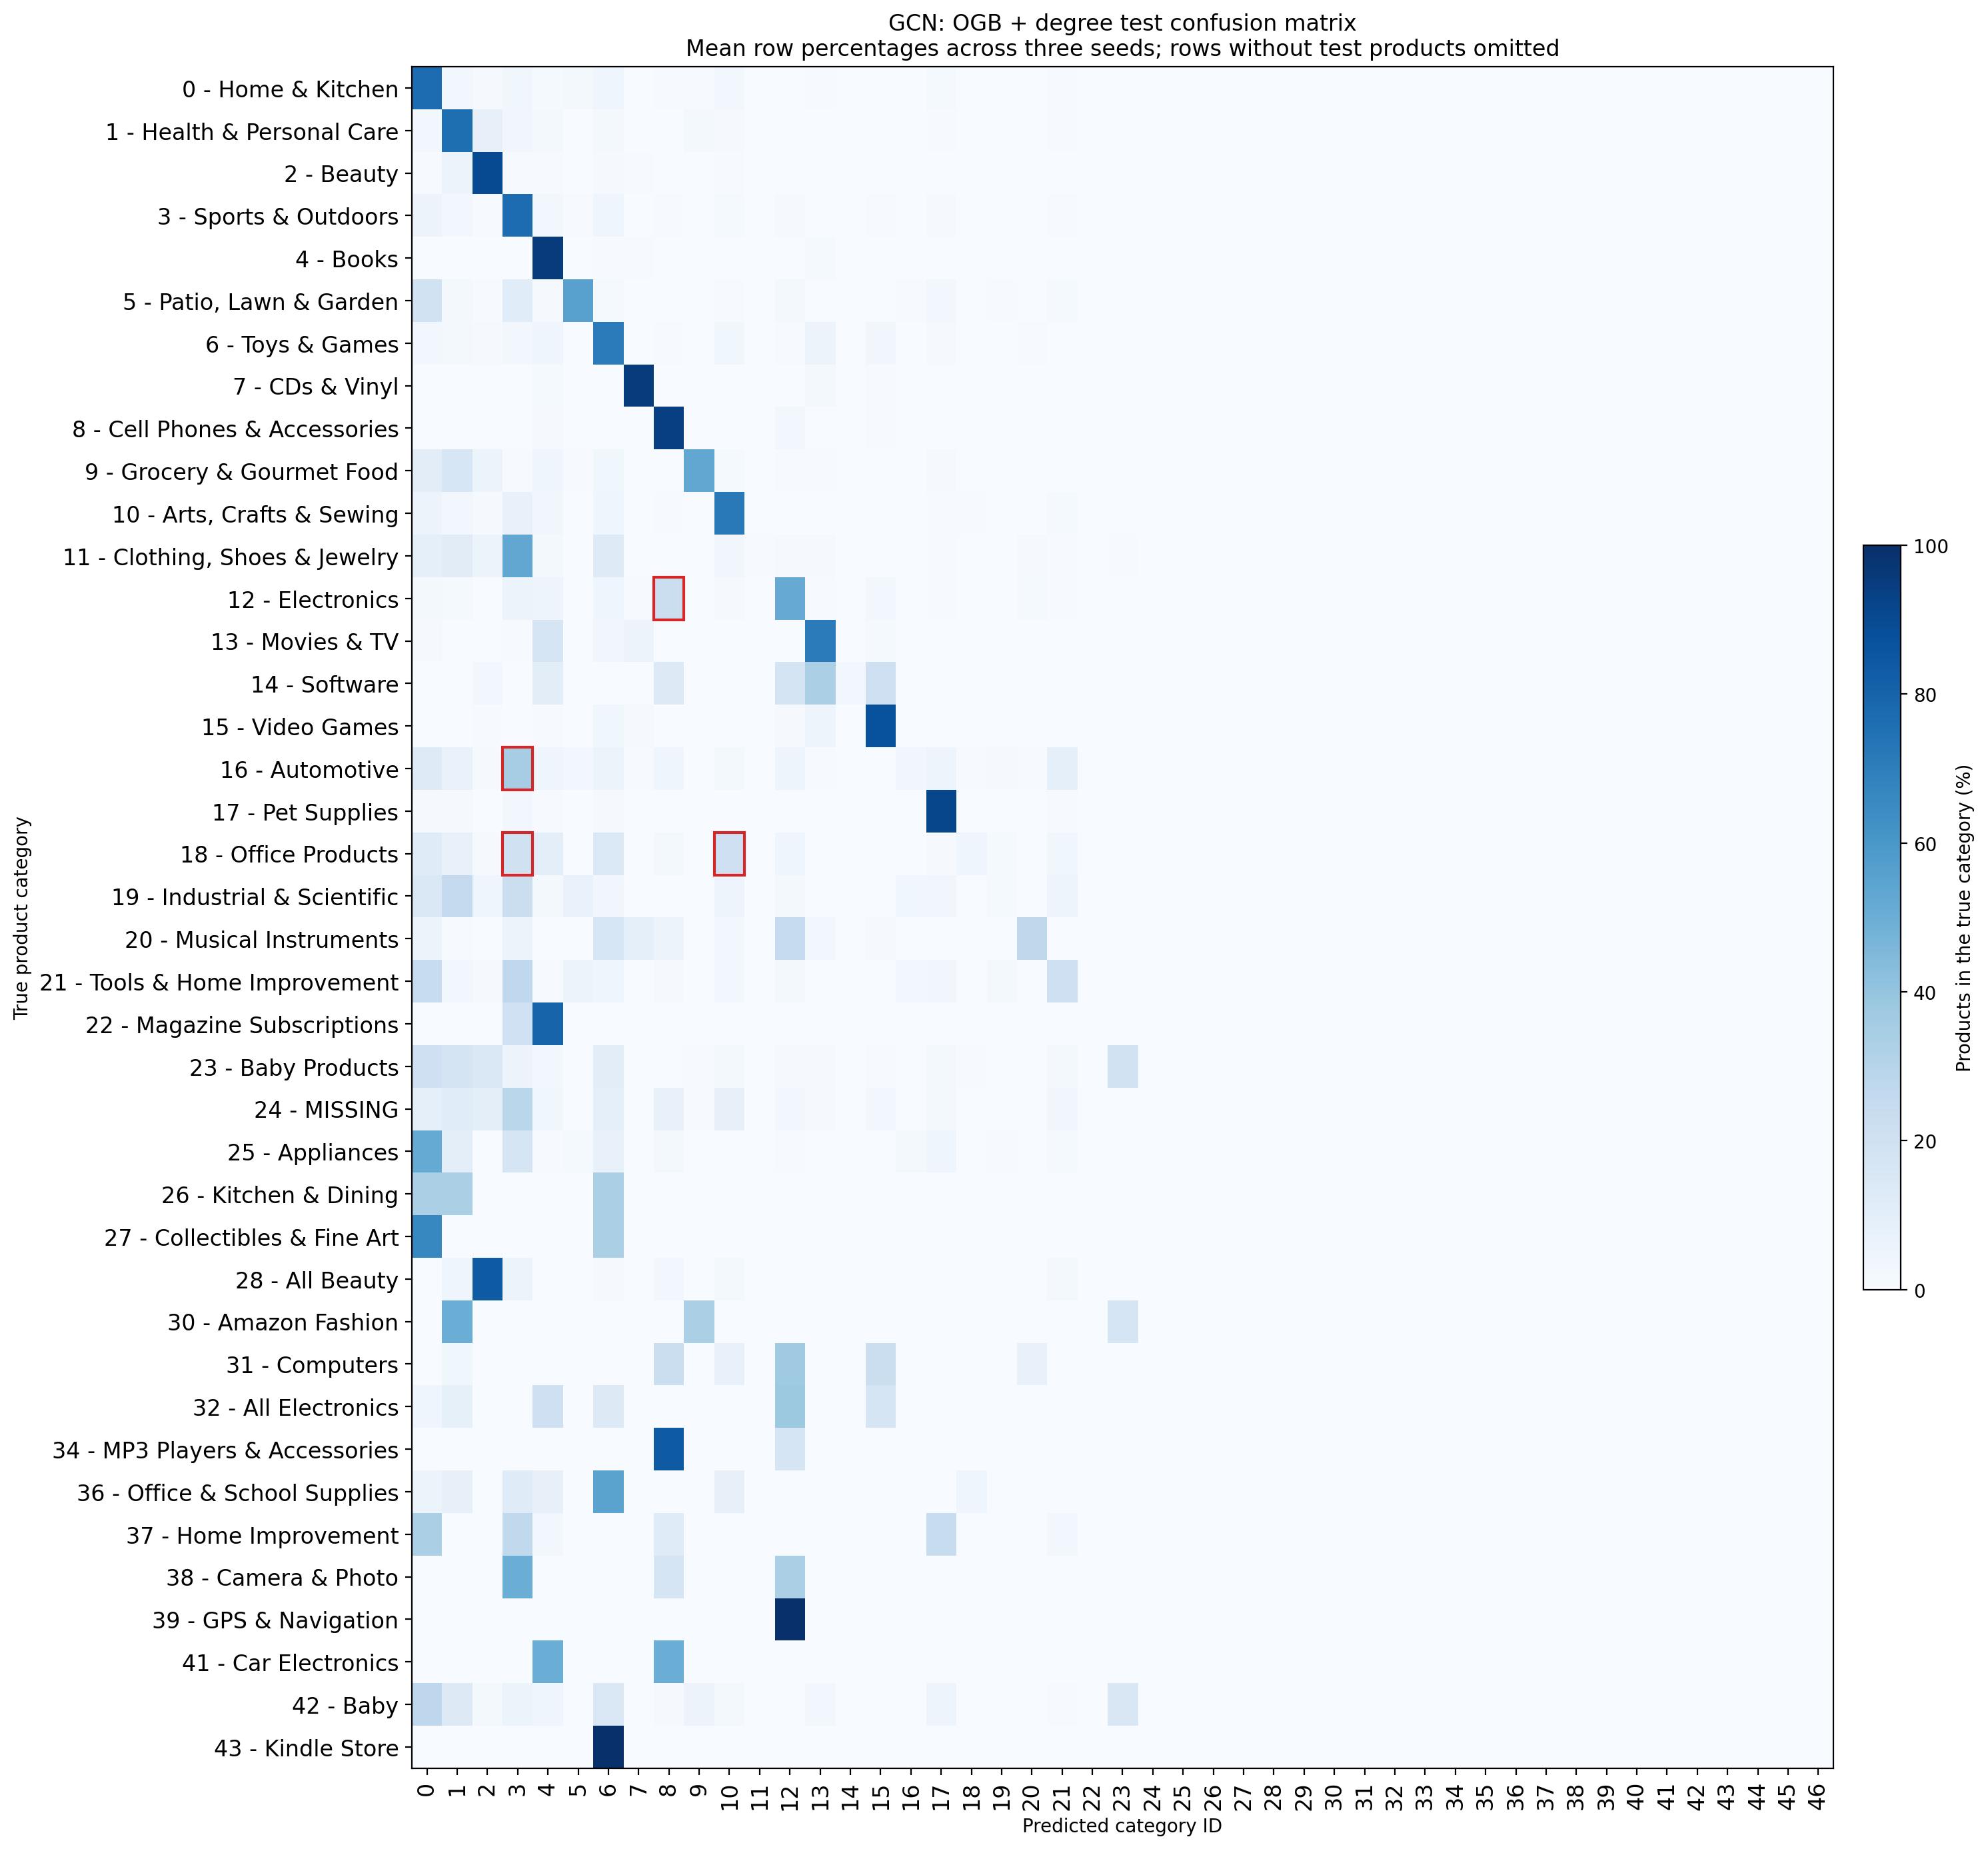 GCN: OGB + degree test confusion matrix
Mean row percentages across three seeds; rows without test products omitted
True product category
0 - Home & Kitchen
1 - Health & Personal Care
2 - Beauty
3 - Sports & Outdoors
4 - Books
5 - Patio, Lawn & Garden
6 - Toys & Games
7 - CDs & Vinyl
8 - Cell Phones & Accessories
9 - Grocery & Gourmet Food
10 - Arts, Crafts & Sewing
11 - Clothing, Shoes & Jewelry
12 - Electronics
13 - Movies & TV
14 - Software
15 - Video Games
16 - Automotive
17 - Pet Supplies
18 - Office Products
19 - Industrial & Scientific
20 - Musical Instruments
21 - Tools & Home Improvement
22 - Magazine Subscriptions
23 - Baby Products
24 - MISSING
25 - Appliances
26 - Kitchen & Dining
27 - Collectibles & Fine Art
28 - All Beauty
30 - Amazon Fashion
31 - Computers
32 - All Electronics
34 - MP3 Players & Accessories
36 - Office & School Supplies
37 - Home Improvement
38 - Camera & Photo
39 - GPS & Navigation
41 - Car Electronics
42 - Baby
43 - Kindle Store
0 1 2 3 4 5 6 7 8 9 10 11 12 13 14 15 16 17 18 19 20 21 22 23 24 25 26 27 28 29 30 31 32 33 34 35 36 37 38 39 40 41 42 43 44 45 46
Predicted category ID
100
80
60
40
20
0
Products in the true category (%)